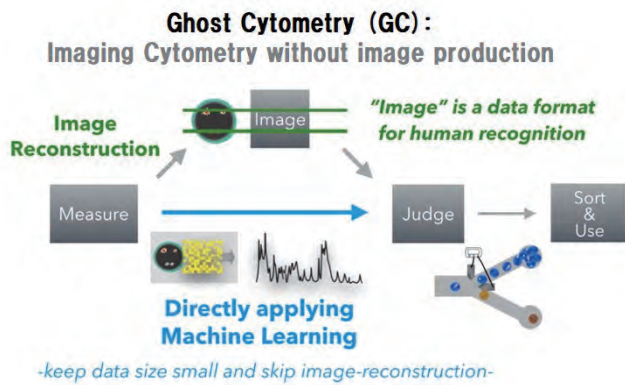 Ghost Cytometry (GC):
Imaging Cytometry without image production
Image
Reconstruction
Image
"Image" is a data format
for human recognition
Measure
Judge
Sort
&
Use
Directly applying
Machine Learning
-keep data size small and skip image-reconstruction-